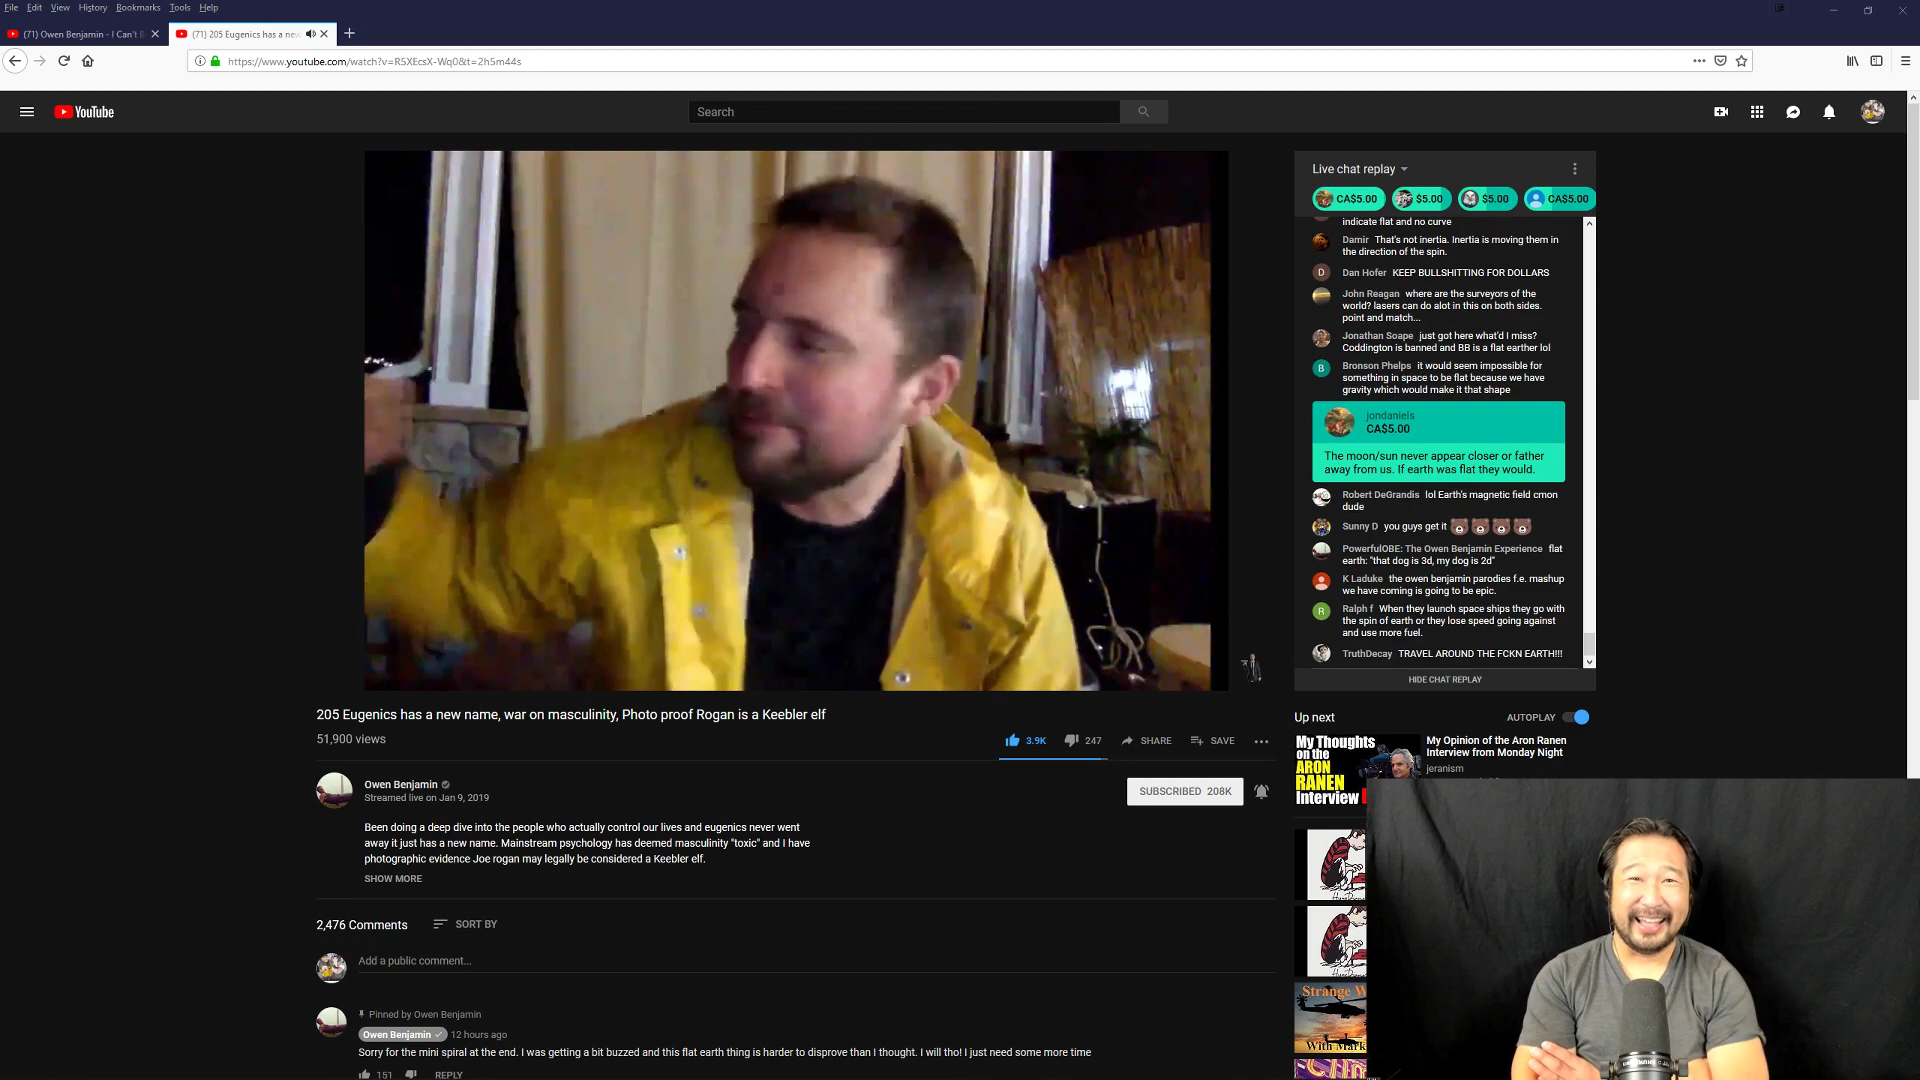 File Edit View History Bookmarks Tools Help
(71) Owen Benjamin - I Can't B
(71) 205 Eugenics has a new
https://www.youtube.com/watch?v=R5XEcsX-Wq0&t=2h5m44s
YouTube
Search
Live chat replay
CA$5.00 $5.00 $5.00 CA$5.00
indicate flat and no curve
Damir That's not inertia. Inertia is moving them in
the direction of the spin.
D Dan Hofer KEEP BULLSHITTING FOR DOLLARS
John Reagan where are the surveyors of the
world? lasers can do alot in this on both sides.
point and match...
Jonathan Soape just got here what'd I miss?
Coddington is banned and BB is a flat earther lol
B Bronson Phelps it would seem impossible for
something in space to be flat because we have
gravity which would make it that shape
jondaniels
CA$5.00
The moon/sun never appear closer or father
away from us. If earth was flat they would.
Robert DeGrandis lol Earth's magnetic field cmon
dude
Sunny D you guys get it
PowerfulOBE: The Owen Benjamin Experience flat
earth: "that dog is 3d, my dog is 2d"
K Laduke the owen benjamin parodies f.e. mashup
we have coming is going to be epic.
R Ralph f When they launch space ships they go with
the spin of earth or they lose speed going against
and use more fuel.
TruthDecay TRAVEL AROUND THE FCKN EARTH!!!
HIDE CHAT REPLAY
205 Eugenics has a new name, war on masculinity, Photo proof Rogan is a Keebler elf
51,900 views
3.9K 247 SHARE SAVE
Owen Benjamin
Streamed live on Jan 9, 2019
SUBSCRIBED 208K
Been doing a deep dive into the people who actually control our lives and eugenics never went
away it just has a new name. Mainstream psychology has deemed masculinity "toxic" and I have
photographic evidence Joe rogan may legally be considered a Keebler elf.
SHOW MORE
2,476 Comments SORT BY
Add a public comment...
Pinned by Owen Benjamin
Owen Benjamin 12 hours ago
Sorry for the mini spiral at the end. I was getting a bit buzzed and this flat earth thing is harder to disprove than I thought. I will tho! I just need some more time
151 REPLY
Up next AUTOPLAY
My Thoughts
on the
ARON
RANEN
Interview
My Opinion of the Aron Ranen
Interview from Monday Night
jeranism
Strange W
With Mark